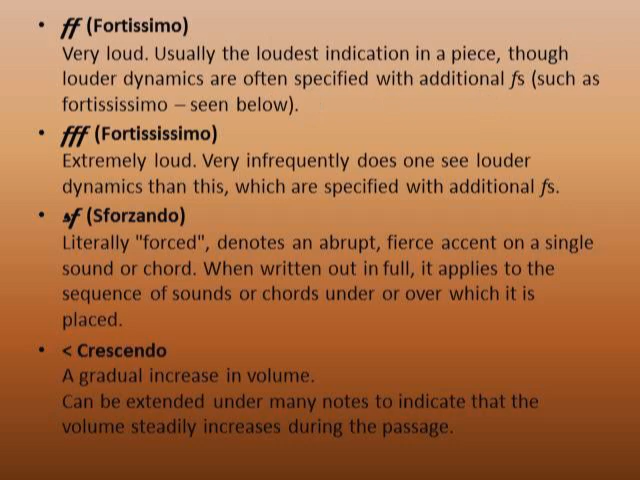 • ff (Fortissimo)
Very loud. Usually the loudest indication in a piece, though
louder dynamics are often specified with additional fs (such as
fortississimo – seen below).
• fff (Fortississimo)
Extremely loud. Very infrequently does one see louder
dynamics than this, which are specified with additional fs.
• sf (Sforzando)
Literally "forced", denotes an abrupt, fierce accent on a single
sound or chord. When written out in full, it applies to the
sequence of sounds or chords under or over which it is
placed.
• < Crescendo
A gradual increase in volume.
Can be extended under many notes to indicate that the
volume steadily increases during the passage.